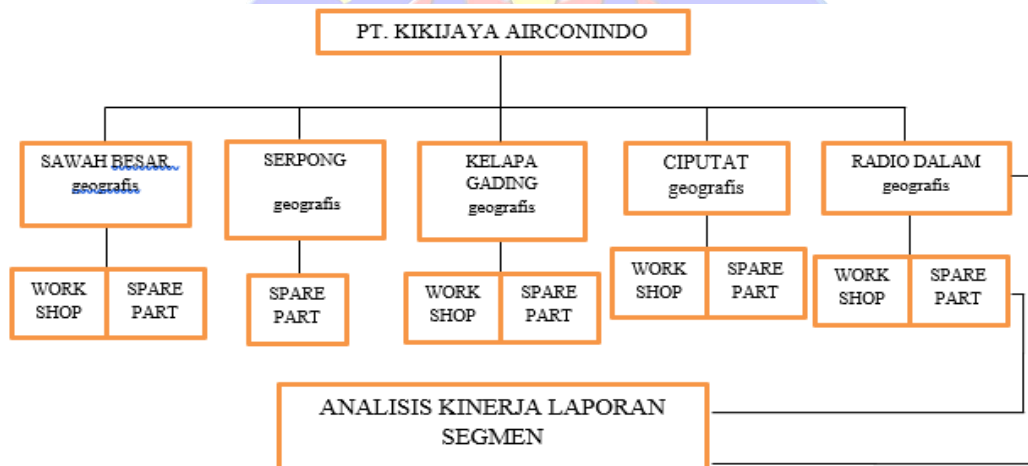 PT. KIKIJAYA AIRCONINDO
SAWAH BESAR
geografis
SERPONG
geografis
KELAPA
GADING
geografis
CIPUTAT
geografis
RADIO DALAM
geografis
WORK
SHOP
SPARE
PART
SPARE
PART
WORK
SHOP
SPARE
PART
WORK
SHOP
SPARE
PART
WORK
SHOP
SPARE
PART
ANALISIS KINERJA LAPORAN
SEGMEN